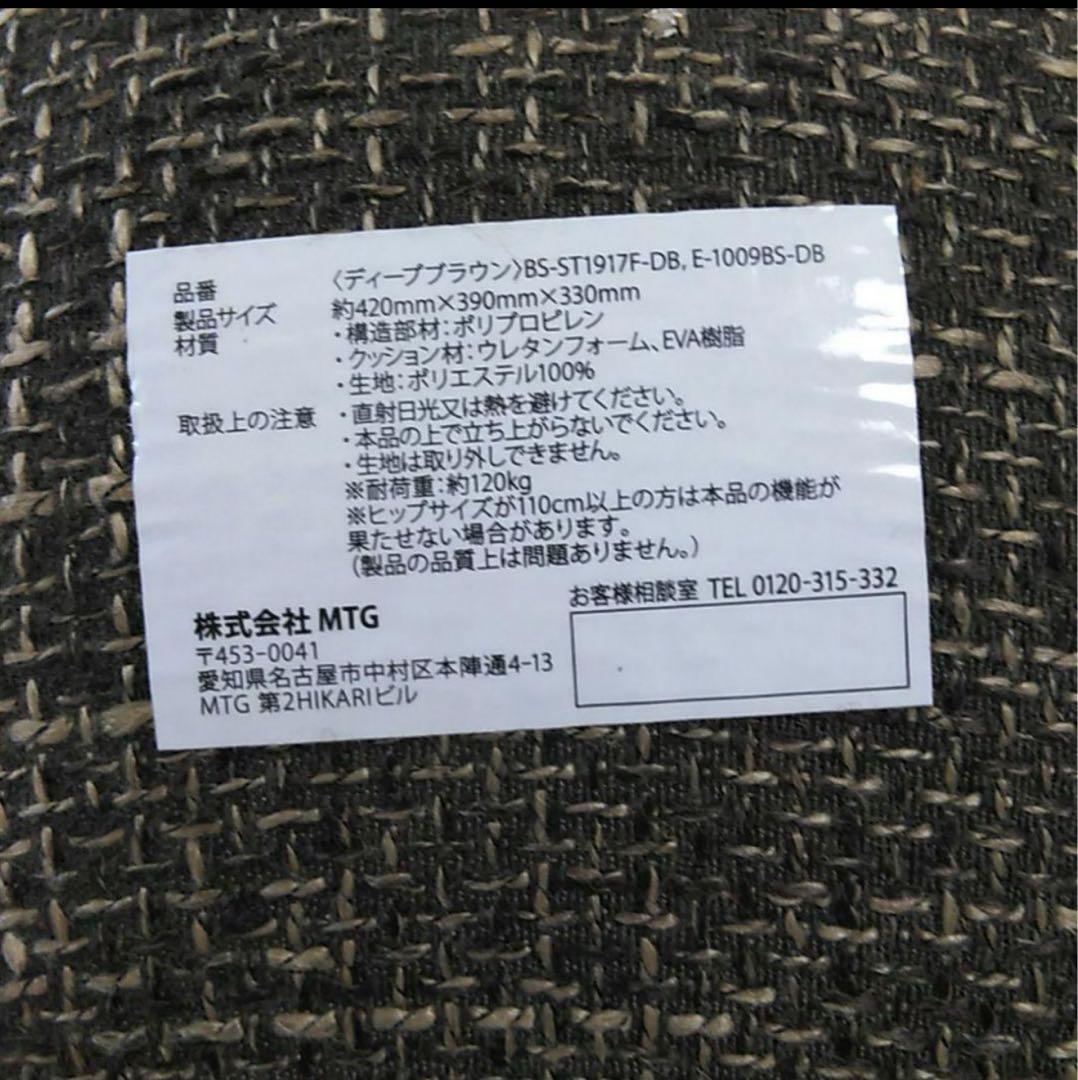 品番 〈ディープブラウン〉BS-ST1917F-DB, E-1009BS-DB
製品サイズ 約420mm×390mm×330mm
材質 ・構造部材：ポリプロピレン
・クッション材：ウレタンフォーム、EVA樹脂
・生地：ポリエステル100%
取扱上の注意 ・直射日光又は熱を避けてください。
・本品の上で立ち上がらないでください。
・生地は取り外しできません。
※耐荷重：約120kg
※ヒップサイズが110cm以上の方は本品の機能が
果たせない場合があります。
（製品の品質上は問題ありません。）
お客様相談室 TEL 0120-315-332
株式会社 MTG
〒453-0041
愛知県名古屋市中村区本陣通4-13
MTG 第2HIKARIビル